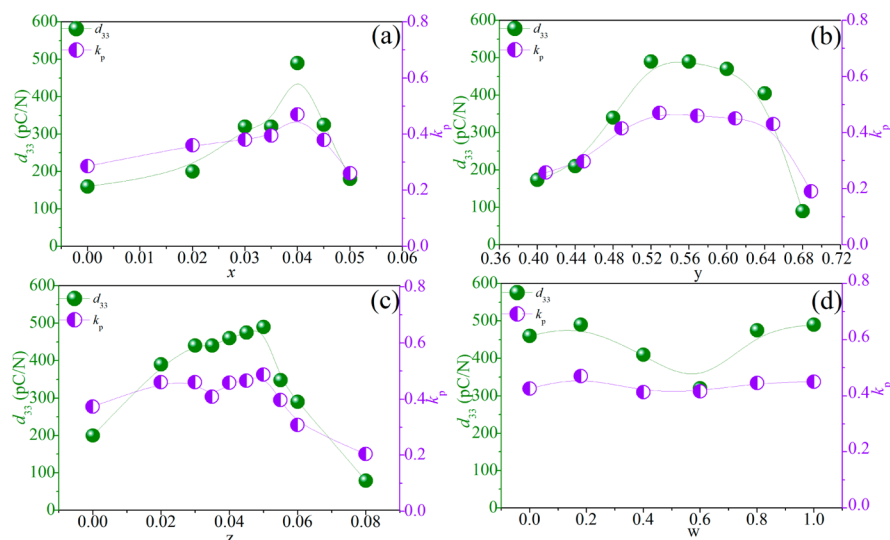 600
500
400
300
200
100
0
d33 (pC/N)
d33
kp
(a)
0.8
0.6
0.4
0.2
0.0
kp
0.00 0.01 0.02 0.03 0.04 0.05 0.06
x
600
500
400
300
200
100
0
d33 (pC/N)
d33
kp
(b)
0.8
0.6
0.4
0.2
0.0
kp
0.36 0.40 0.44 0.48 0.52 0.56 0.60 0.64 0.68 0.72
y
600
500
400
300
200
100
0
d33 (pC/N)
d33
kp
(c)
0.8
0.6
0.4
0.2
0.0
kp
0.00 0.02 0.04 0.06 0.08
z
600
500
400
300
200
100
0
d33 (pC/N)
d33
kp
(d)
0.8
0.6
0.4
0.2
0.0
kp
0.0 0.2 0.4 0.6 0.8 1.0
w